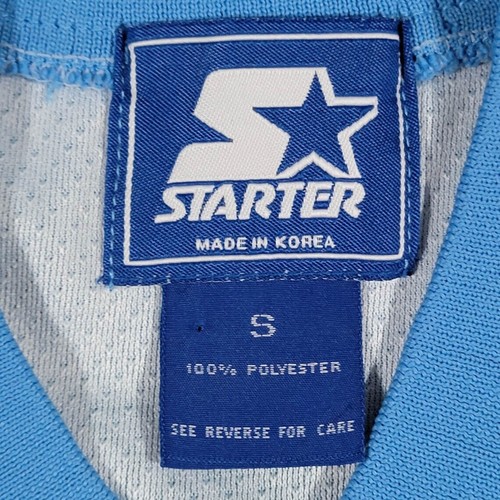 STARTER
MADE IN KOREA
S
100% POLYESTER
SEE REVERSE FOR CARE